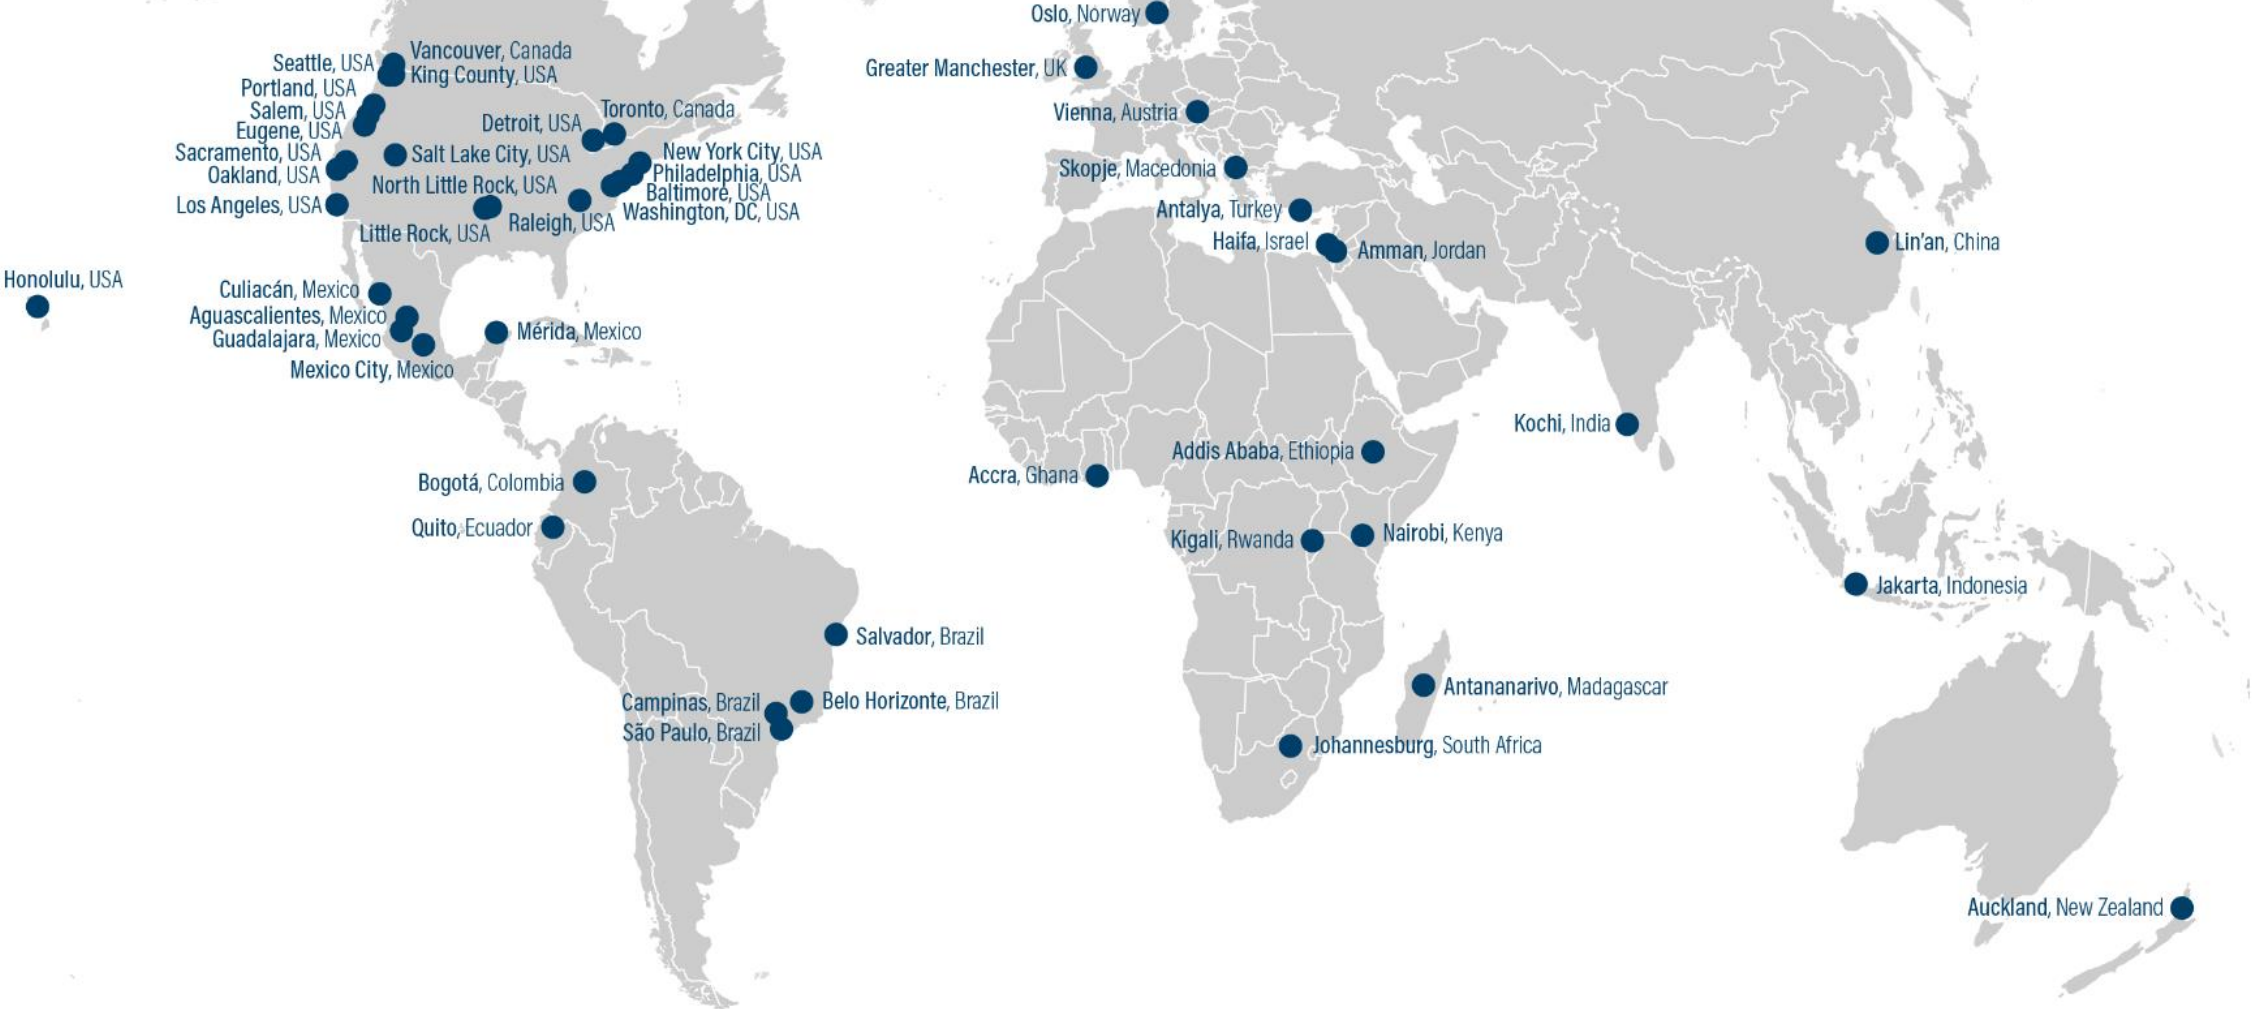 Oslo, Norway
Vancouver, Canada
Seattle, USA
King County, USA
Greater Manchester, UK
Portland, USA
Salem, USA
Eugene, USA
Detroit, USA
Toronto, Canada
Vienna, Austria
Sacramento, USA
Salt Lake City, USA
New York City, USA
Oakland, USA
North Little Rock, USA
Philadelphia, USA
Baltimore, USA
Skopje, Macedonia
Los Angeles, USA
Little Rock, USA
Raleigh, USA
Washington, DC, USA
Antalya, Turkey
Haifa, Israel
Amman, Jordan
Lin'an, China
Honolulu, USA
Culiacán, Mexico
Aguascalientes, Mexico
Guadalajara, Mexico
Mérida, Mexico
Mexico City, Mexico
Kochi, India
Addis Ababa, Ethiopia
Accra, Ghana
Bogotá, Colombia
Quito, Ecuador
Kigali, Rwanda
Nairobi, Kenya
Jakarta, Indonesia
Salvador, Brazil
Antananarivo, Madagascar
Campinas, Brazil
Belo Horizonte, Brazil
São Paulo, Brazil
Johannesburg, South Africa
Auckland, New Zealand